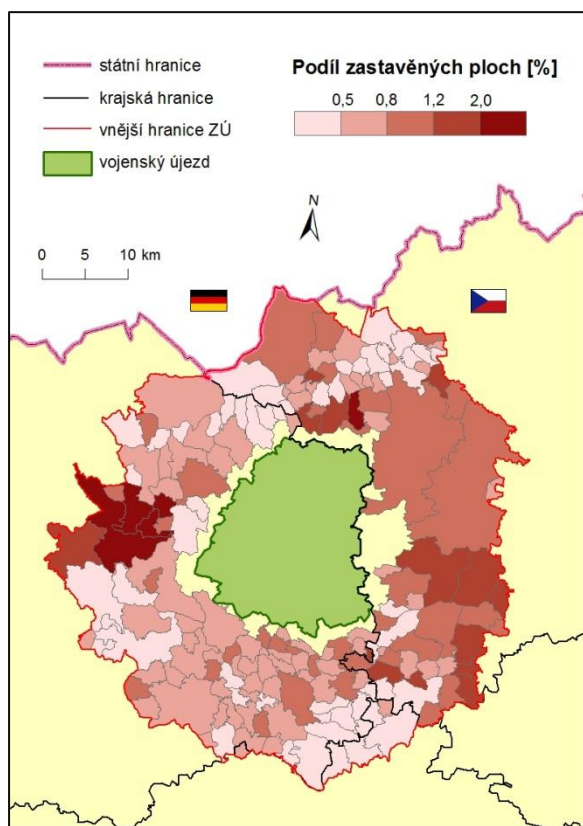 státní hranice
krajská hranice
vnější hranice ZÚ
vojenský újezd
Podíl zastavěných ploch [%]
0,5 0,8 1,2 2,0
N
0 5 10 km